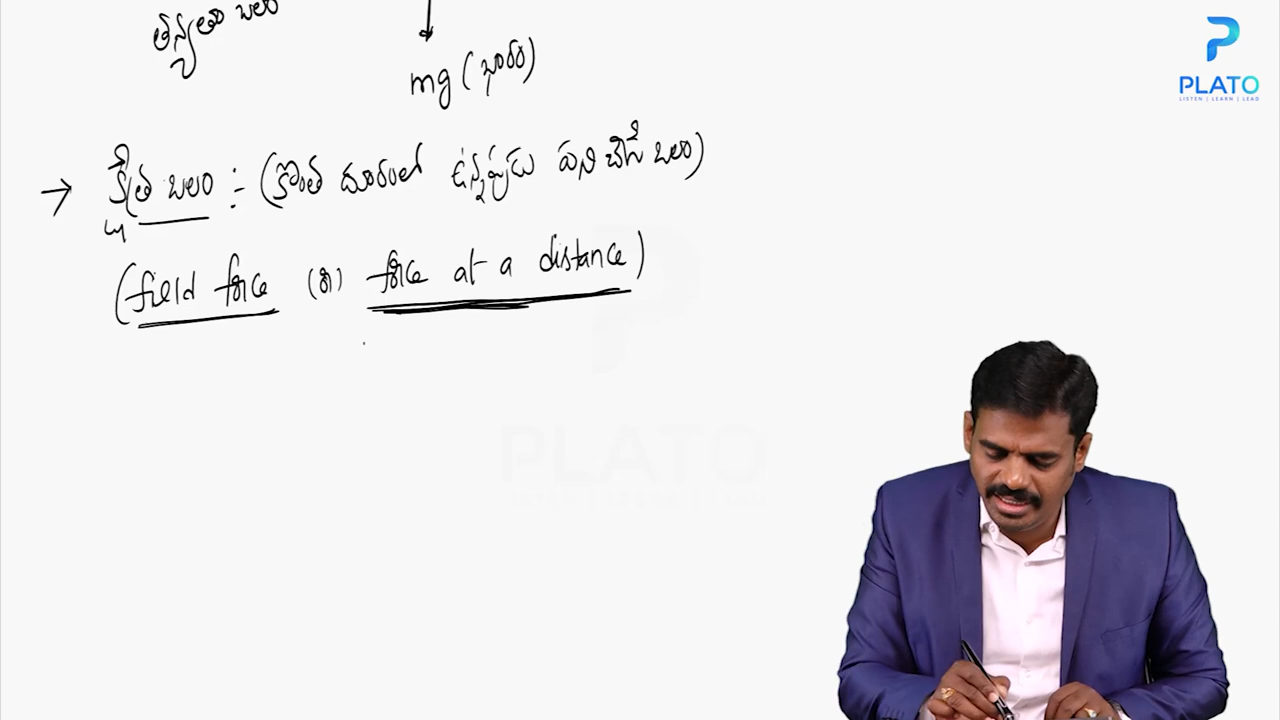 తన్యతా బలం
mg (భారం)
PLATO
LISTEN | LEARN | LEAD
→ క్షేత్ర బలం :- (కొంత దూరంలో ఉన్నపుడు పని చేసే బలం)
(field force (or) force at a distance)
PLATO